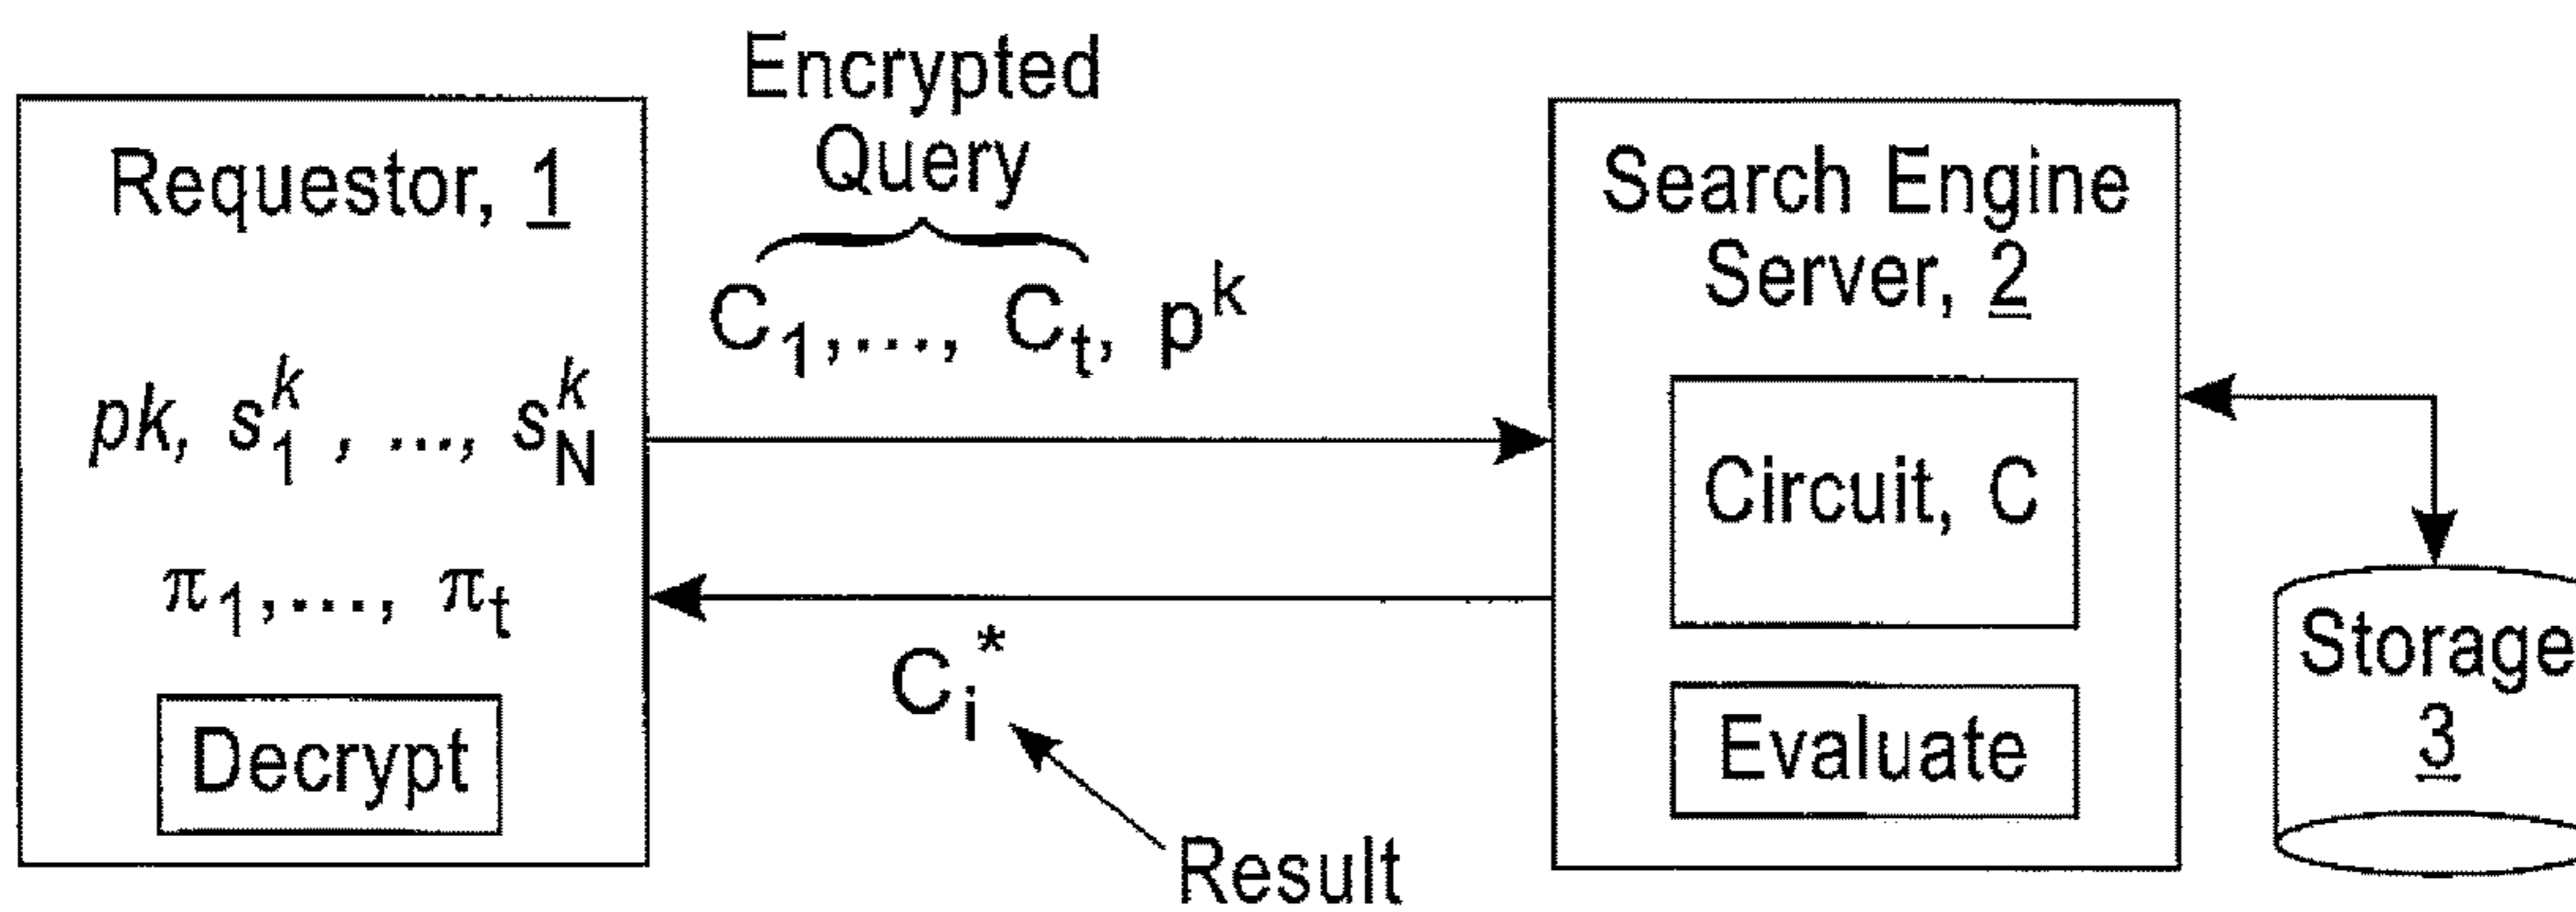 Requestor, 1
pk, s₁ᵏ, ..., s_Nᵏ
π₁,..., πₜ
Decrypt
Encrypted
Query
C₁,..., Cₜ, pᵏ
Cᵢ*
Result
Search Engine
Server, 2
Circuit, C
Evaluate
Storage
3